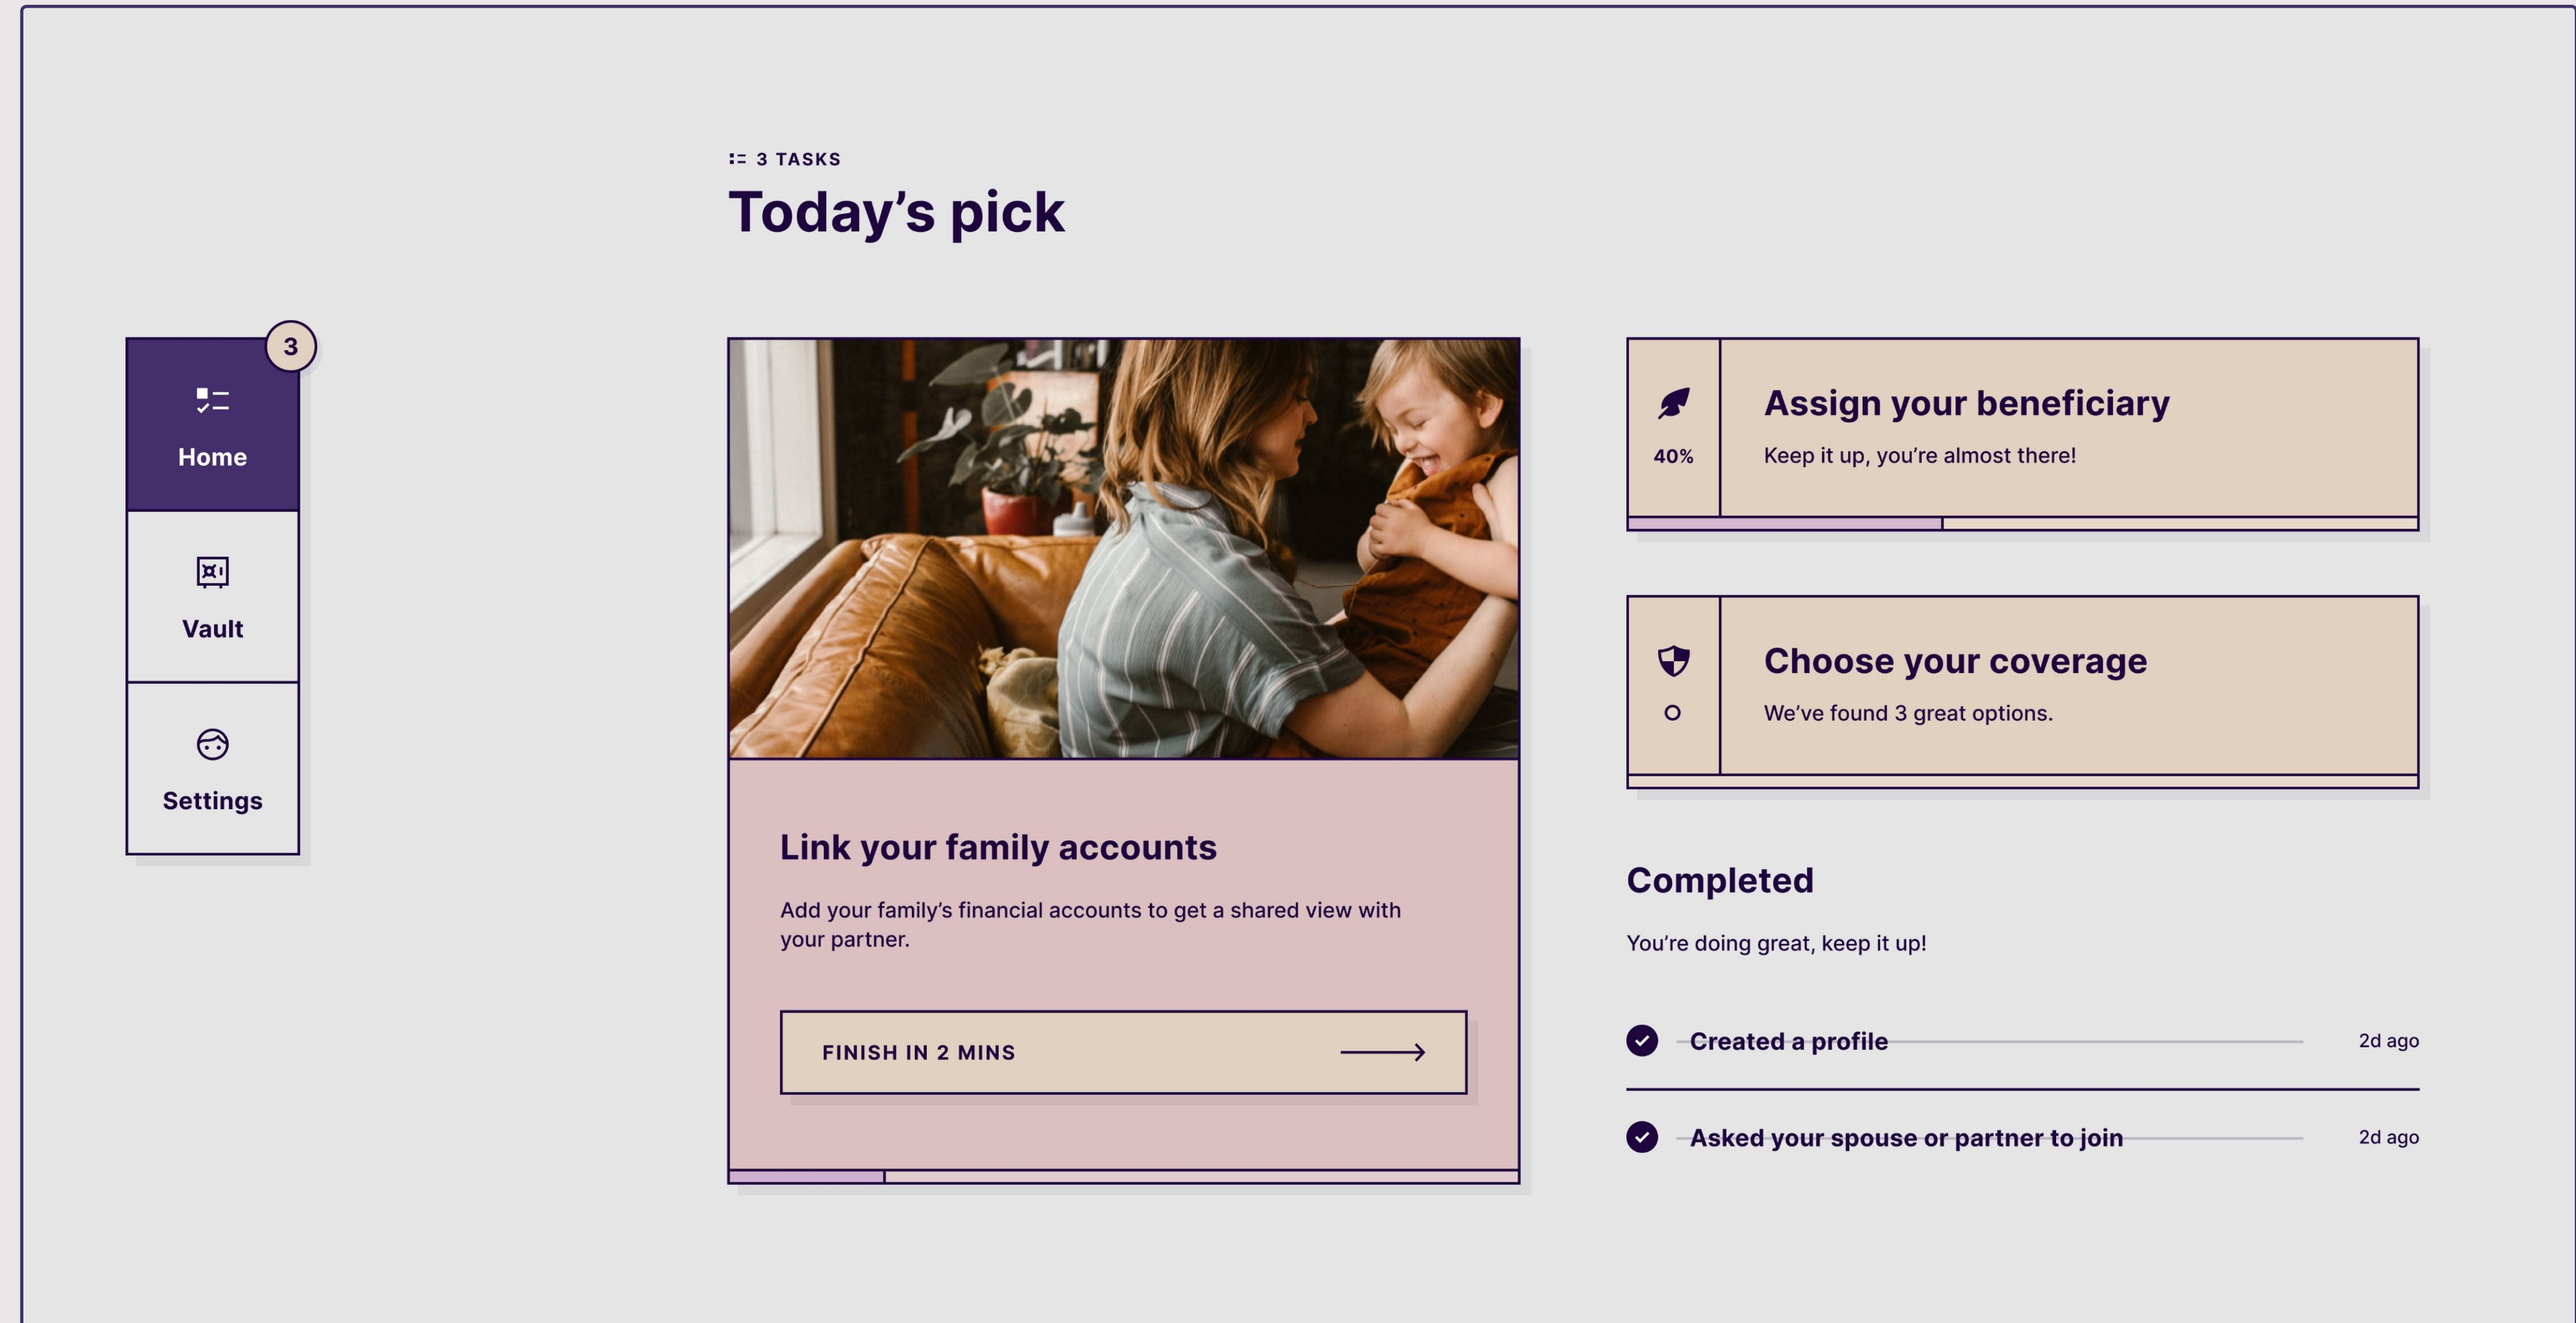 3 TASKS
Today’s pick
3
Home
Vault
Settings
Link your family accounts
Add your family’s financial accounts to get a shared view with
your partner.
FINISH IN 2 MINS
Assign your beneficiary
40%
Keep it up, you’re almost there!
Choose your coverage
We’ve found 3 great options.
Completed
You’re doing great, keep it up!
Created a profile 2d ago
Asked your spouse or partner to join 2d ago